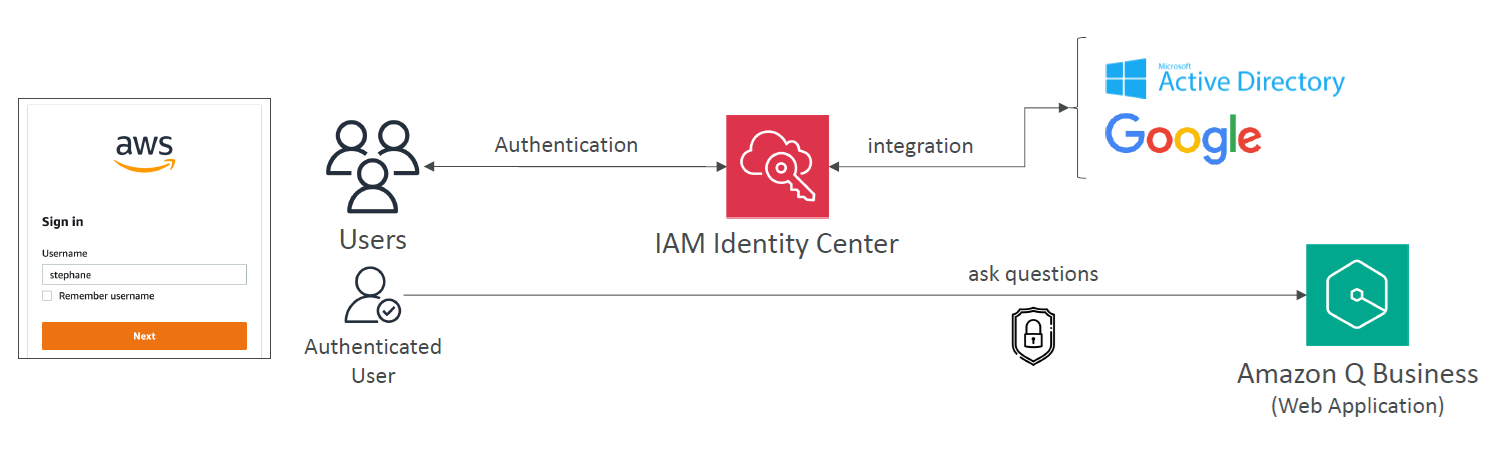 aws
Sign in
Username
stephane
Remember username
Next
Users
Authenticated
User
Authentication
IAM Identity Center
integration
Microsoft
Active Directory
Google
ask questions
Amazon Q Business
(Web Application)